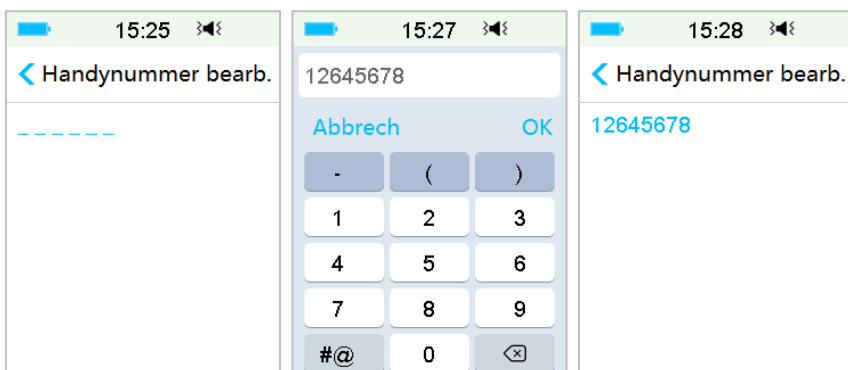 15:25
Handynummer bearb.
_ _ _ _ _ _
15:27
12645678
Abbrech OK
- ( )
1 2 3
4 5 6
7 8 9
#@ 0
15:28
Handynummer bearb.
12645678